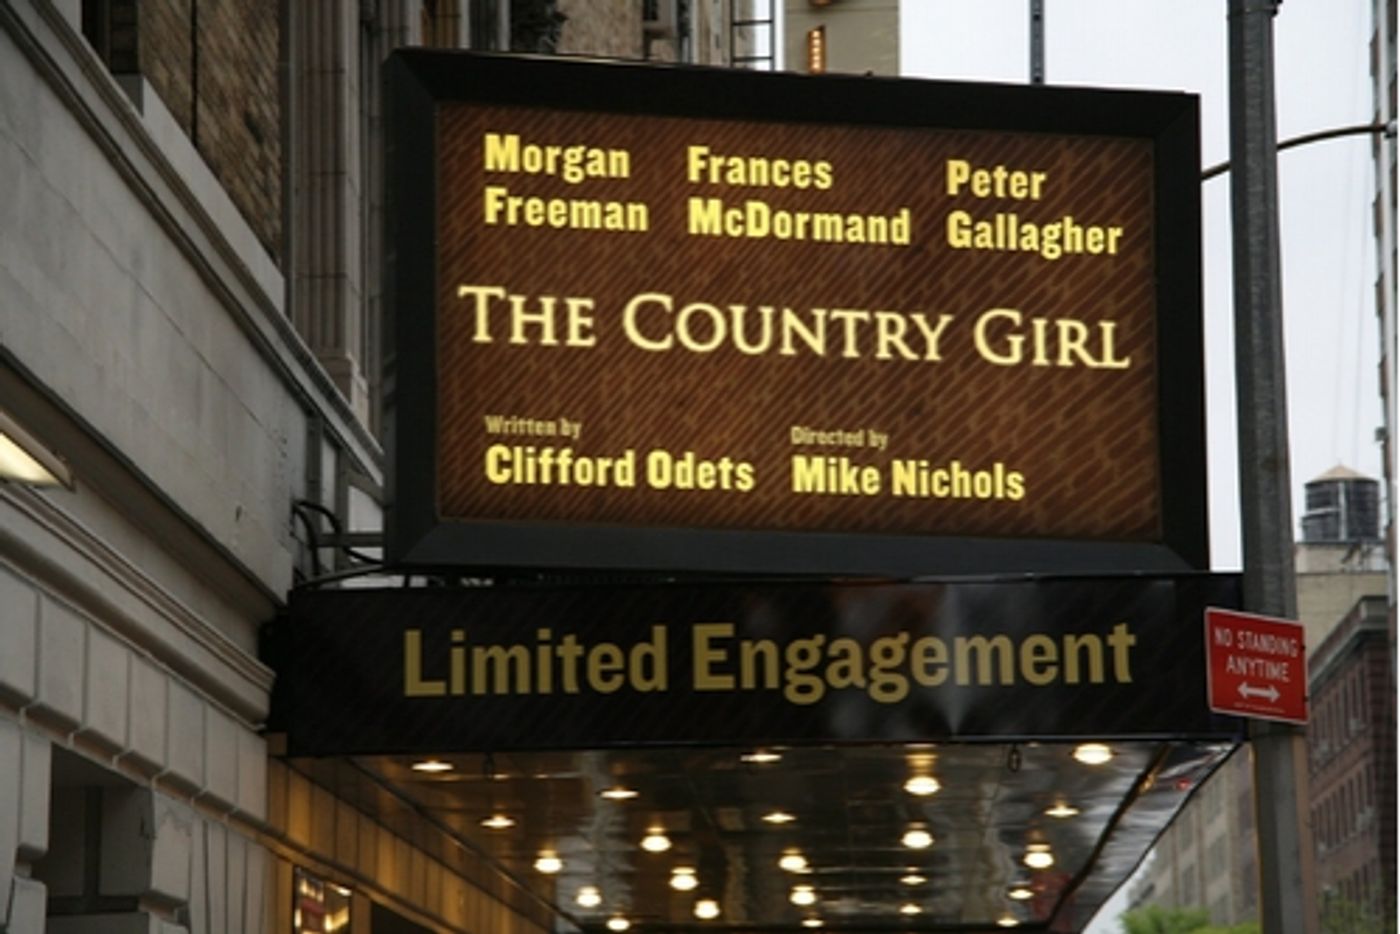 Morgan Frances Peter
Freeman McDormand Gallagher
THE COUNTRY GIRL
Written by Directed by
Clifford Odets Mike Nichols
Limited Engagement
NO STANDING
ANYTIME